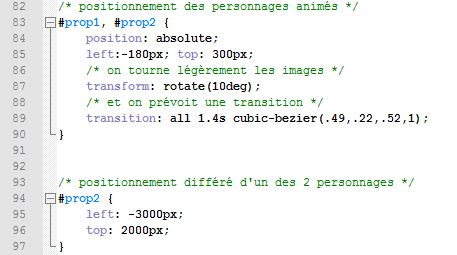 82 /* positionnement des personnages animés */
83 #prop1, #prop2 {
84 position: absolute;
85 left:-180px; top: 300px;
86 /* on tourne légèrement les images */
87 transform: rotate(10deg);
88 /* et on prévoit une transition */
89 transition: all 1.4s cubic-bezier(.49,.22,.52,1);
90 }
91
92
93 /* positionnement différé d'un des 2 personnages */
94 #prop2 {
95 left: -3000px;
96 top: 2000px;
97 }